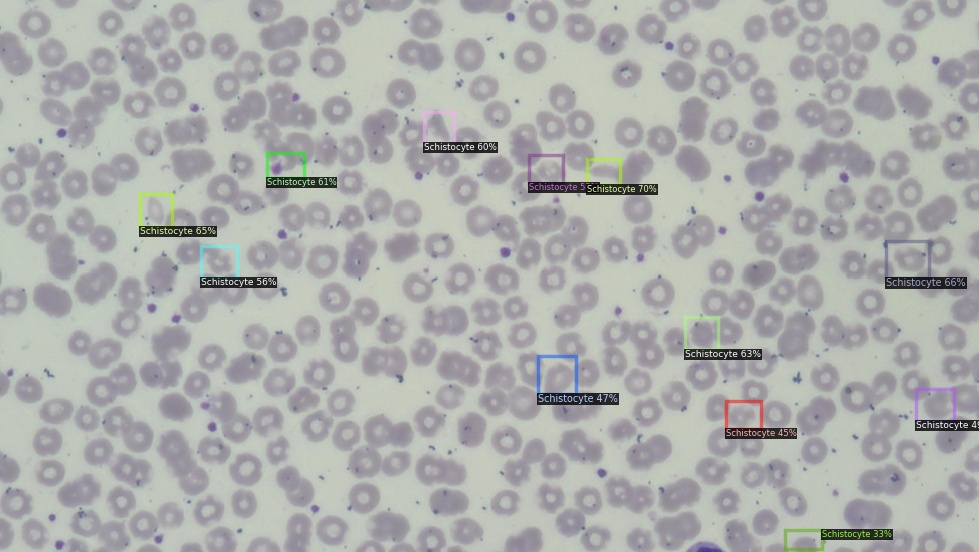 Schistocyte 60%
Schistocyte 61%
Schistocyte
Schistocyte 70%
Schistocyte 65%
Schistocyte 56%
Schistocyte 66%
Schistocyte 63%
Schistocyte 47%
Schistocyte
Schistocyte 45%
Schistocyte 33%